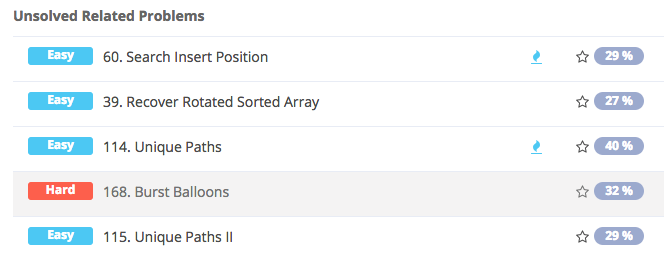 Unsolved Related Problems
Easy 60. Search Insert Position 29 %
Easy 39. Recover Rotated Sorted Array 27 %
Easy 114. Unique Paths 40 %
Hard 168. Burst Balloons 32 %
Easy 115. Unique Paths II 29 %